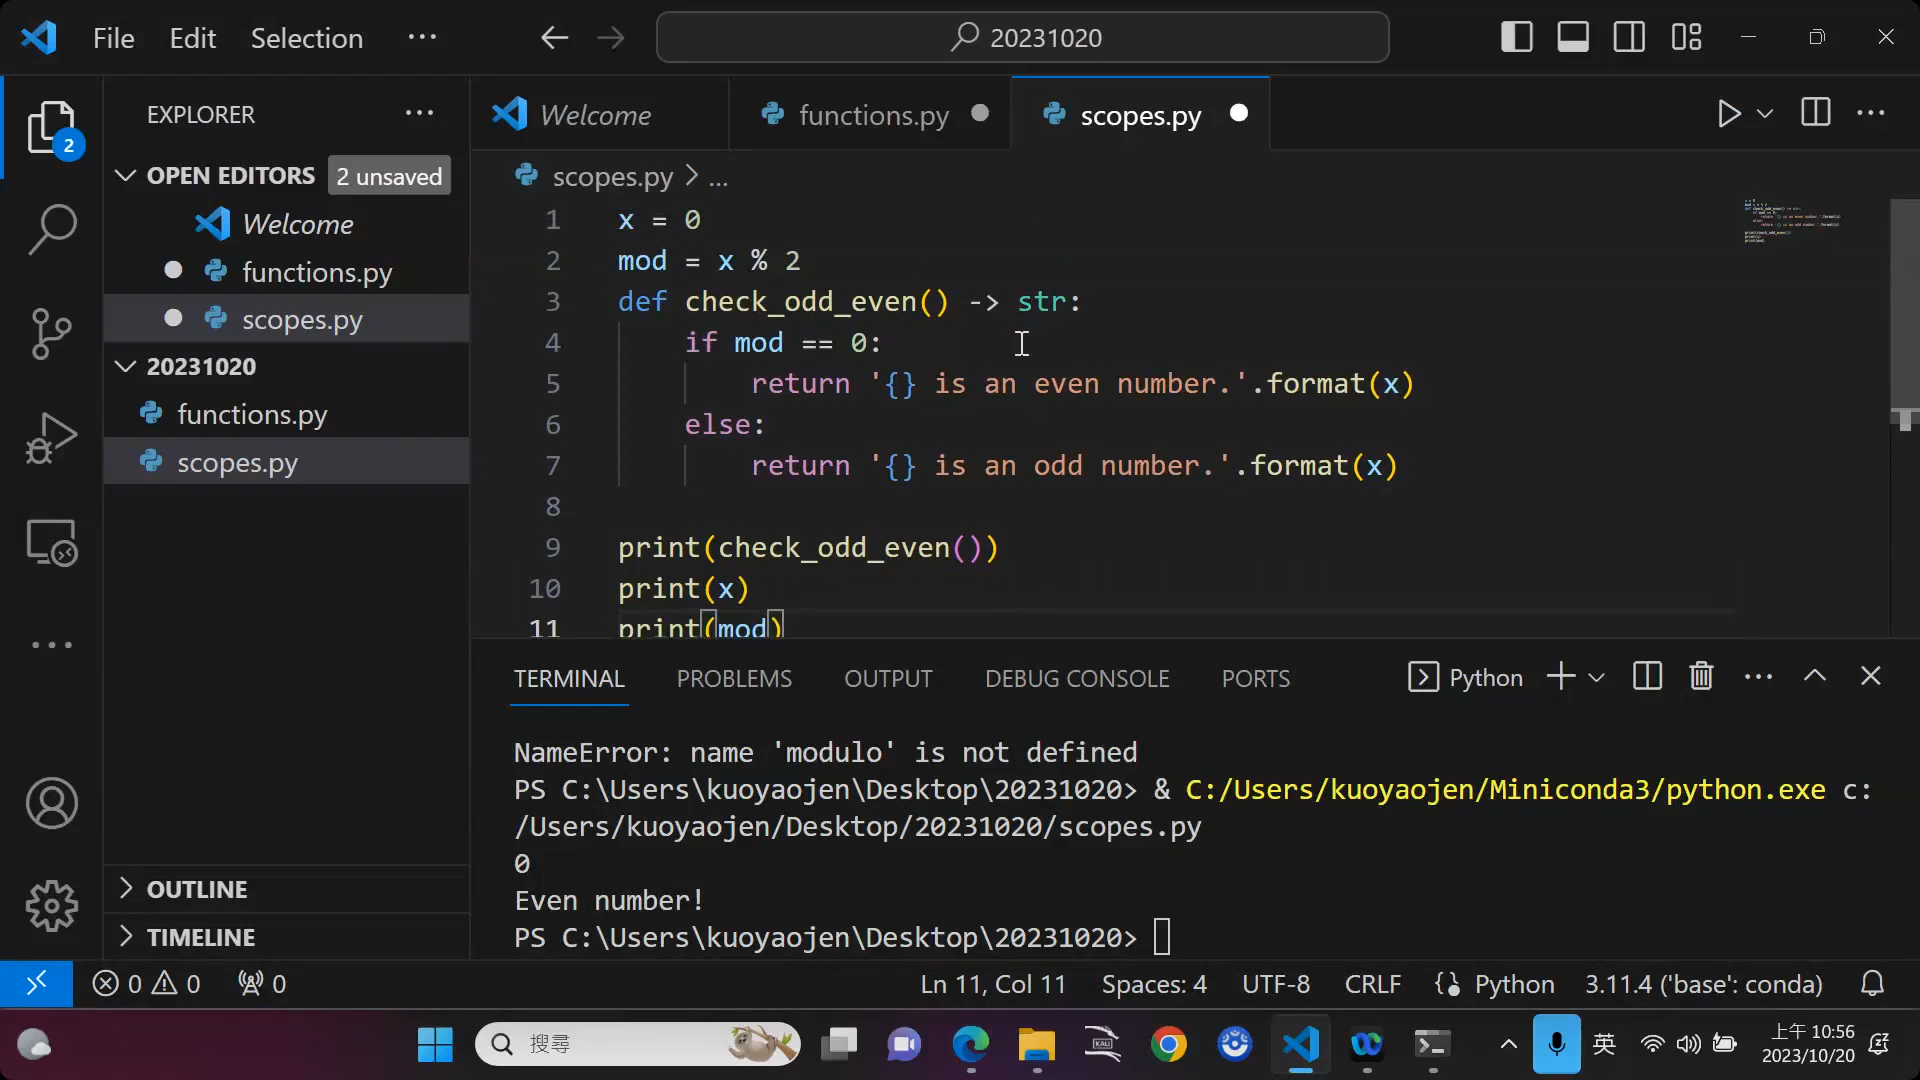 File Edit Selection ··· 20231020
EXPLORER ···
Welcome functions.py scopes.py
OPEN EDITORS 2 unsaved
Welcome
functions.py
scopes.py
20231020
functions.py
scopes.py
OUTLINE
TIMELINE
2
scopes.py > ...
1 x = 0
2 mod = x % 2
3 def check_odd_even() -> str:
4 if mod == 0:
5 return '{} is an even number.'.format(x)
6 else:
7 return '{} is an odd number.'.format(x)
8
9 print(check_odd_even())
10 print(x)
11 print(mod)
TERMINAL PROBLEMS OUTPUT DEBUG CONSOLE PORTS Python
NameError: name 'modulo' is not defined
PS C:\Users\kuoyaojen\Desktop\20231020> & C:/Users/kuoyaojen/Miniconda3/python.exe c:
/Users/kuoyaojen/Desktop/20231020/scopes.py
0
Even number!
PS C:\Users\kuoyaojen\Desktop\20231020>
0 0 0 Ln 11, Col 11 Spaces: 4 UTF-8 CRLF Python 3.11.4 ('base': conda)
搜尋 英 上午 10:56
2023/10/20